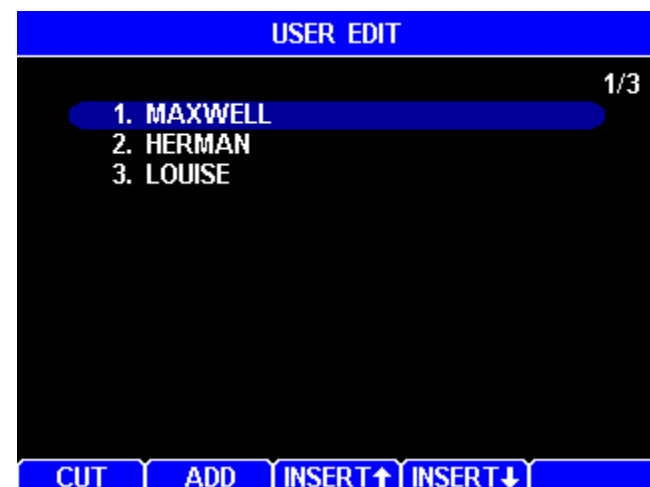 USER EDIT
1/3
1. MAXWELL
2. HERMAN
3. LOUISE
CUT ADD INSERT↑ INSERT↓